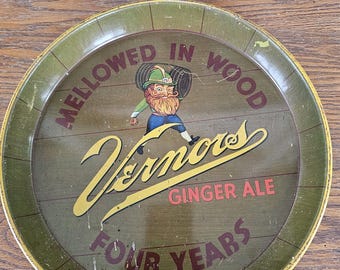 MELLOWED IN WOOD
Vernors
GINGER ALE
FOUR YEARS